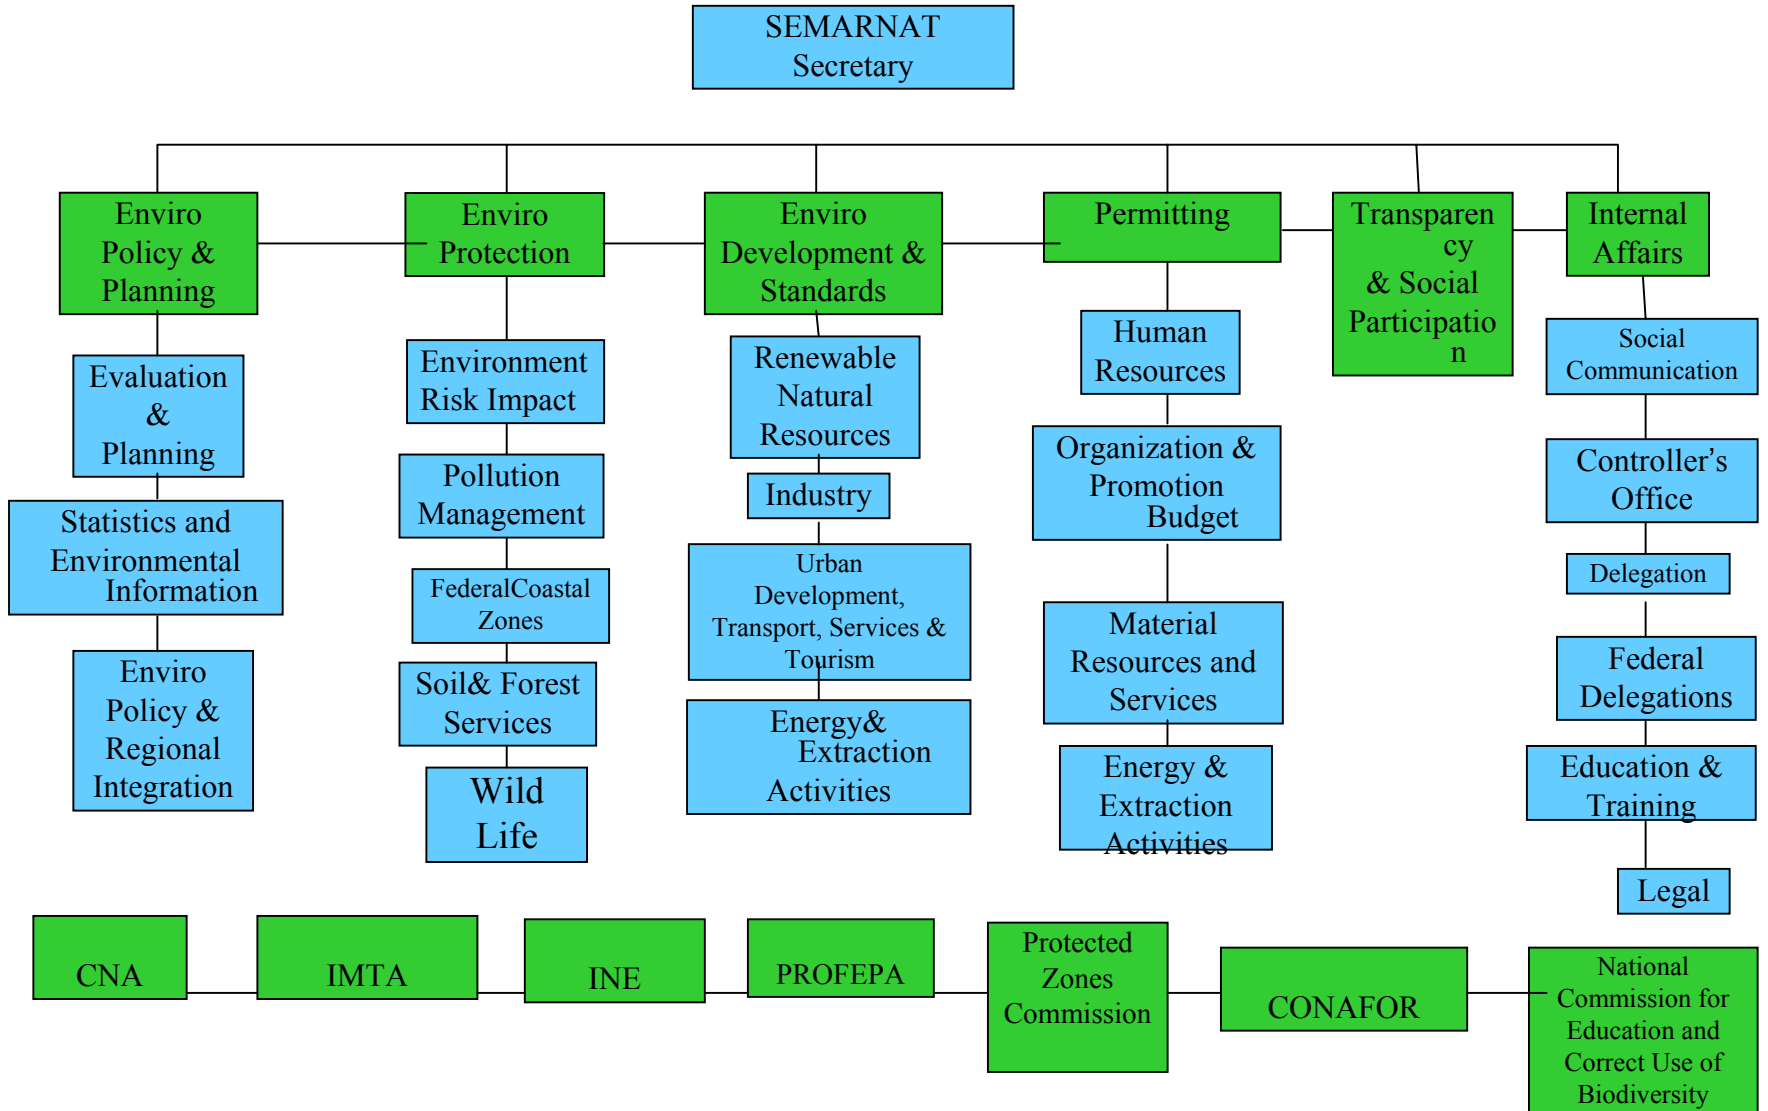 SEMARNAT
Secretary
Enviro
Policy &
Planning
Enviro
Protection
Enviro
Development &
Standards
Permitting
Transparen
cy
& Social
Participatio
n
Internal
Affairs
Evaluation
&
Planning
Statistics and
Environmental
Information
Enviro
Policy &
Regional
Integration
Environment
Risk Impact
Pollution
Management
FederalCoastal
Zones
Soil& Forest
Services
Wild
Life
Renewable
Natural
Resources
Industry
Urban
Development,
Transport, Services &
Tourism
Energy&
Extraction
Activities
Human
Resources
Organization &
Promotion
Budget
Material
Resources and
Services
Energy &
Extraction
Activities
Social
Communication
Controller’s
Office
Delegation
Federal
Delegations
Education &
Training
Legal
CNA
IMTA
INE
PROFEPA
Protected
Zones
Commission
CONAFOR
National
Commission for
Education and
Correct Use of
Biodiversity